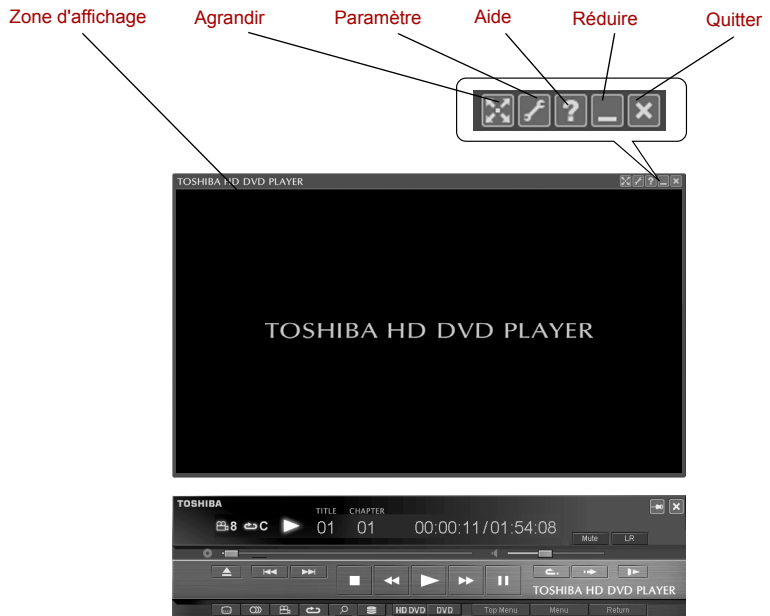 Zone d'affichage Agrandir Paramètre Aide Réduire Quitter
TOSHIBA HD DVD PLAYER
TOSHIBA HD DVD PLAYER
TOSHIBA
TITLE CHAPTER
8 C 01 01 00:00:11/01:54:08
Mute LR
TOSHIBA HD DVD PLAYER
HD DVD DVD Top Menu Menu Return